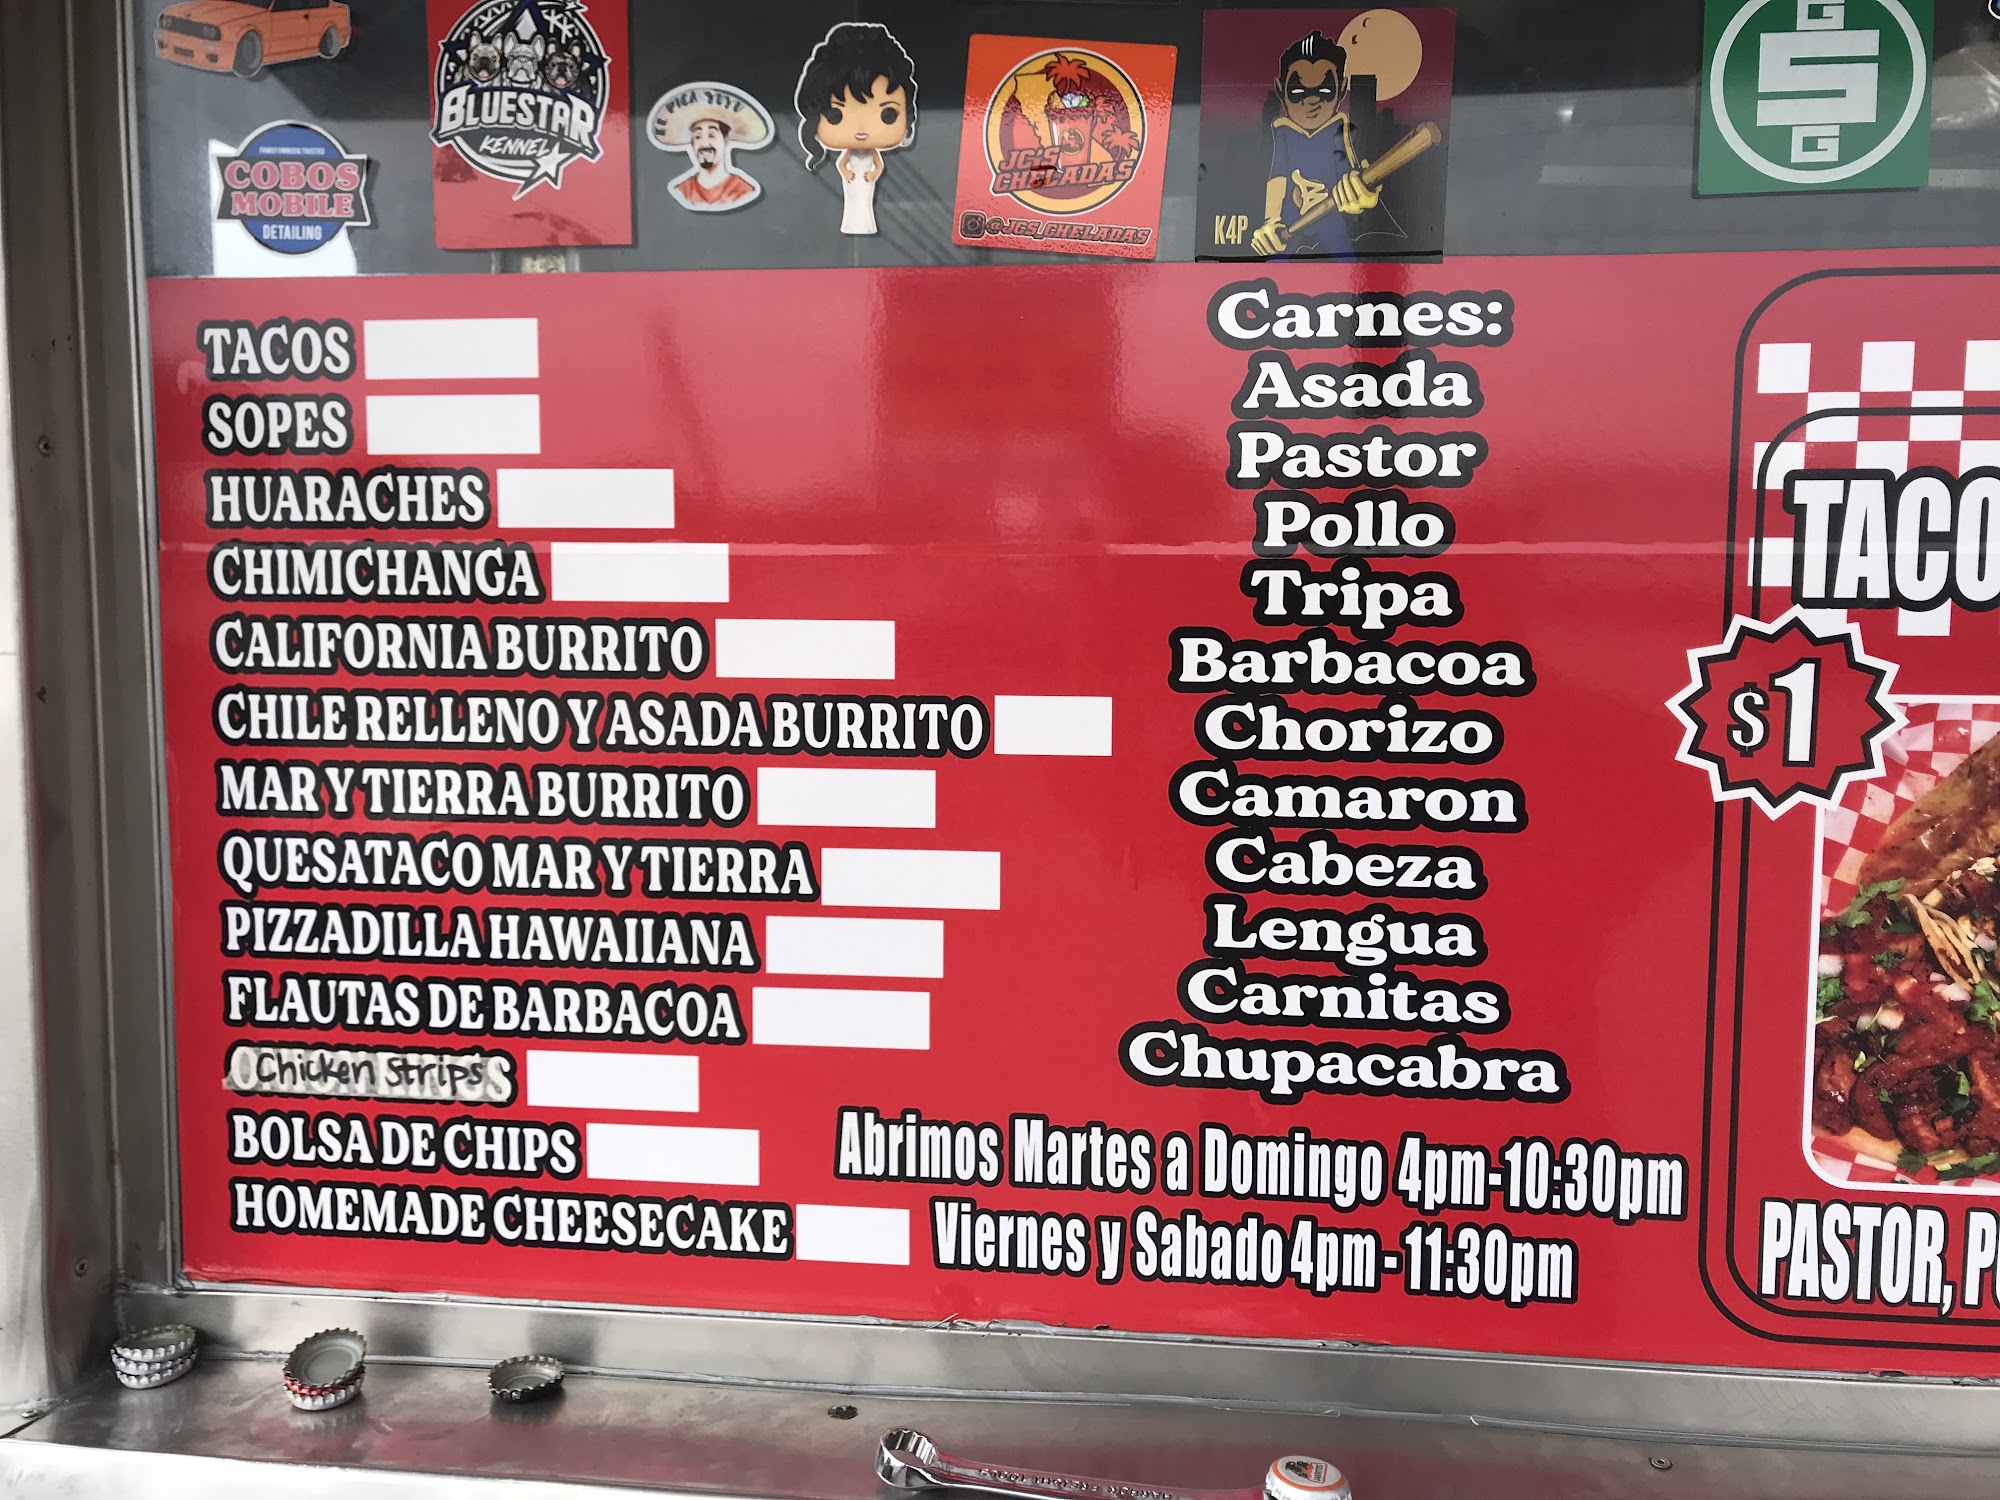 BLUESTAR
KENNEL
COBOS
MOBILE
DETAILING
PICA YUYU
JC'S
CHELADAS
@JCS_CHELADAS
K4P
B
G
S
G
TACOS
SOPES
HUARACHES
CHIMICHANGA
CALIFORNIA BURRITO
CHILE RELLENO Y ASADA BURRITO
MAR Y TIERRA BURRITO
QUESATACO MAR Y TIERRA
PIZZADILLA HAWAIIANA
FLAUTAS DE BARBACOA
Chicken Strips
BOLSA DE CHIPS
HOMEMADE CHEESECAKE
Carnes:
Asada
Pastor
Pollo
Tripa
Barbacoa
Chorizo
Camaron
Cabeza
Lengua
Carnitas
Chupacabra
Abrimos Martes a Domingo 4pm-10:30pm
Viernes y Sabado 4pm-11:30pm
TACO
$1
PASTOR, P